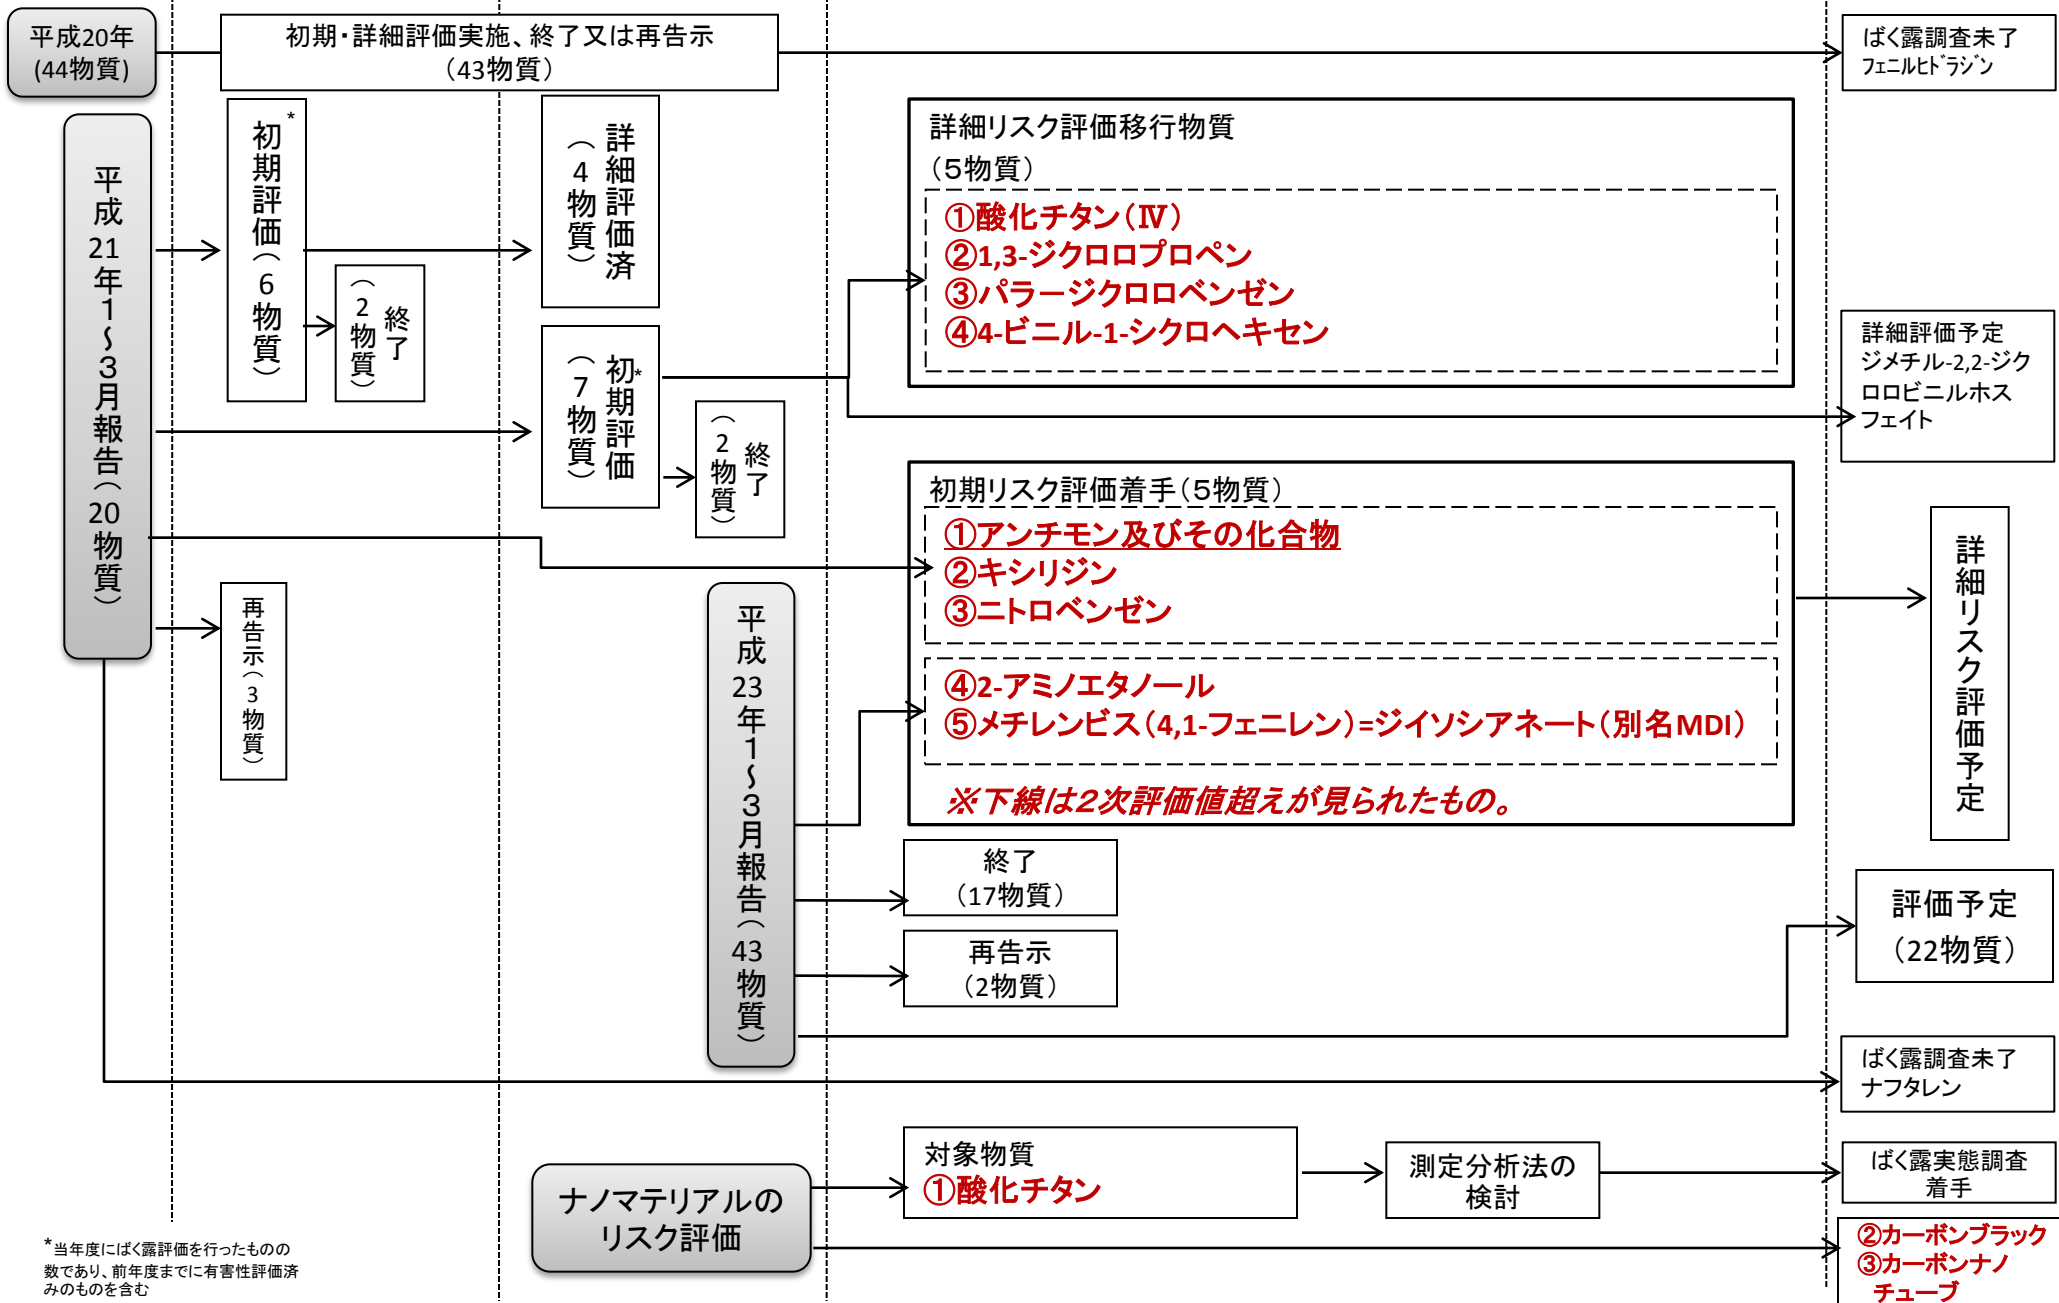 平成20年
(44物質)
初期・詳細評価実施、終了又は再告示
（43物質）
ばく露調査未了
フェニルヒドラジン
平成21年1～3月報告（20物質）
初期評価（6物質）
*
終了
（2物質）
詳細評価済
（4物質）
初期評価
*
（7物質）
終了
（2物質）
再告示（3物質）
詳細リスク評価移行物質
（5物質）
①酸化チタン（Ⅳ）
②1,3-ジクロロプロペン
③パラージクロロベンゼン
④4-ビニル-1-シクロヘキセン
詳細評価予定
ジメチル-2,2-ジク
ロロビニルホス
フェイト
初期リスク評価着手（5物質）
①アンチモン及びその化合物
②キシリジン
③ニトロベンゼン
④2-アミノエタノール
⑤メチレンビス（4,1-フェニレン）=ジイソシアネート（別名MDI）
※下線は２次評価値超えが見られたもの。
詳細リスク評価予定
平成23年1～3月報告（43物質）
終了
（17物質）
再告示
（2物質）
評価予定
（22物質）
ばく露調査未了
ナフタレン
ナノマテリアルの
リスク評価
対象物質
①酸化チタン
測定分析法の
検討
ばく露実態調査
着手
②カーボンブラック
③カーボンナノ
チューブ
*当年度にばく露評価を行ったものの
数であり、前年度までに有害性評価済
みのものを含む